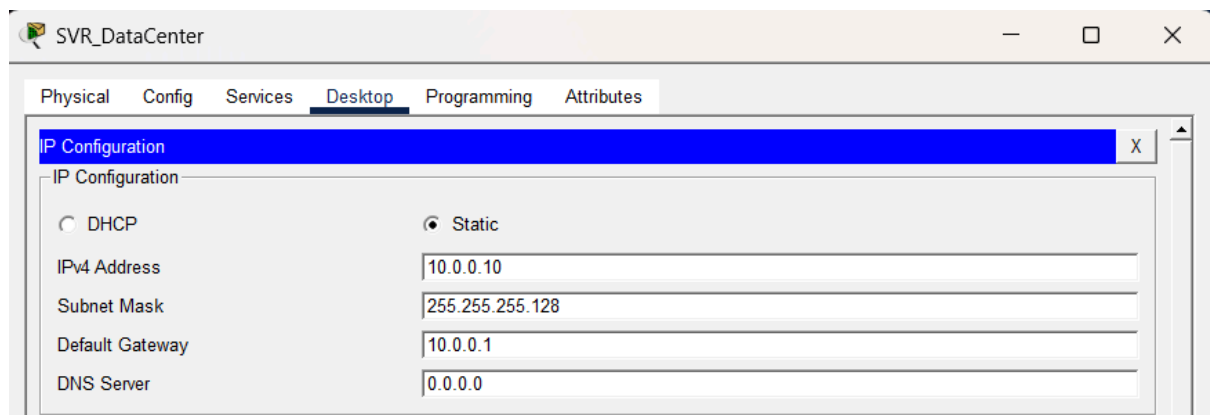 SVR_DataCenter
Physical Config Services Desktop Programming Attributes
IP Configuration X
IP Configuration
DHCP Static
IPv4 Address 10.0.0.10
Subnet Mask 255.255.255.128
Default Gateway 10.0.0.1
DNS Server 0.0.0.0